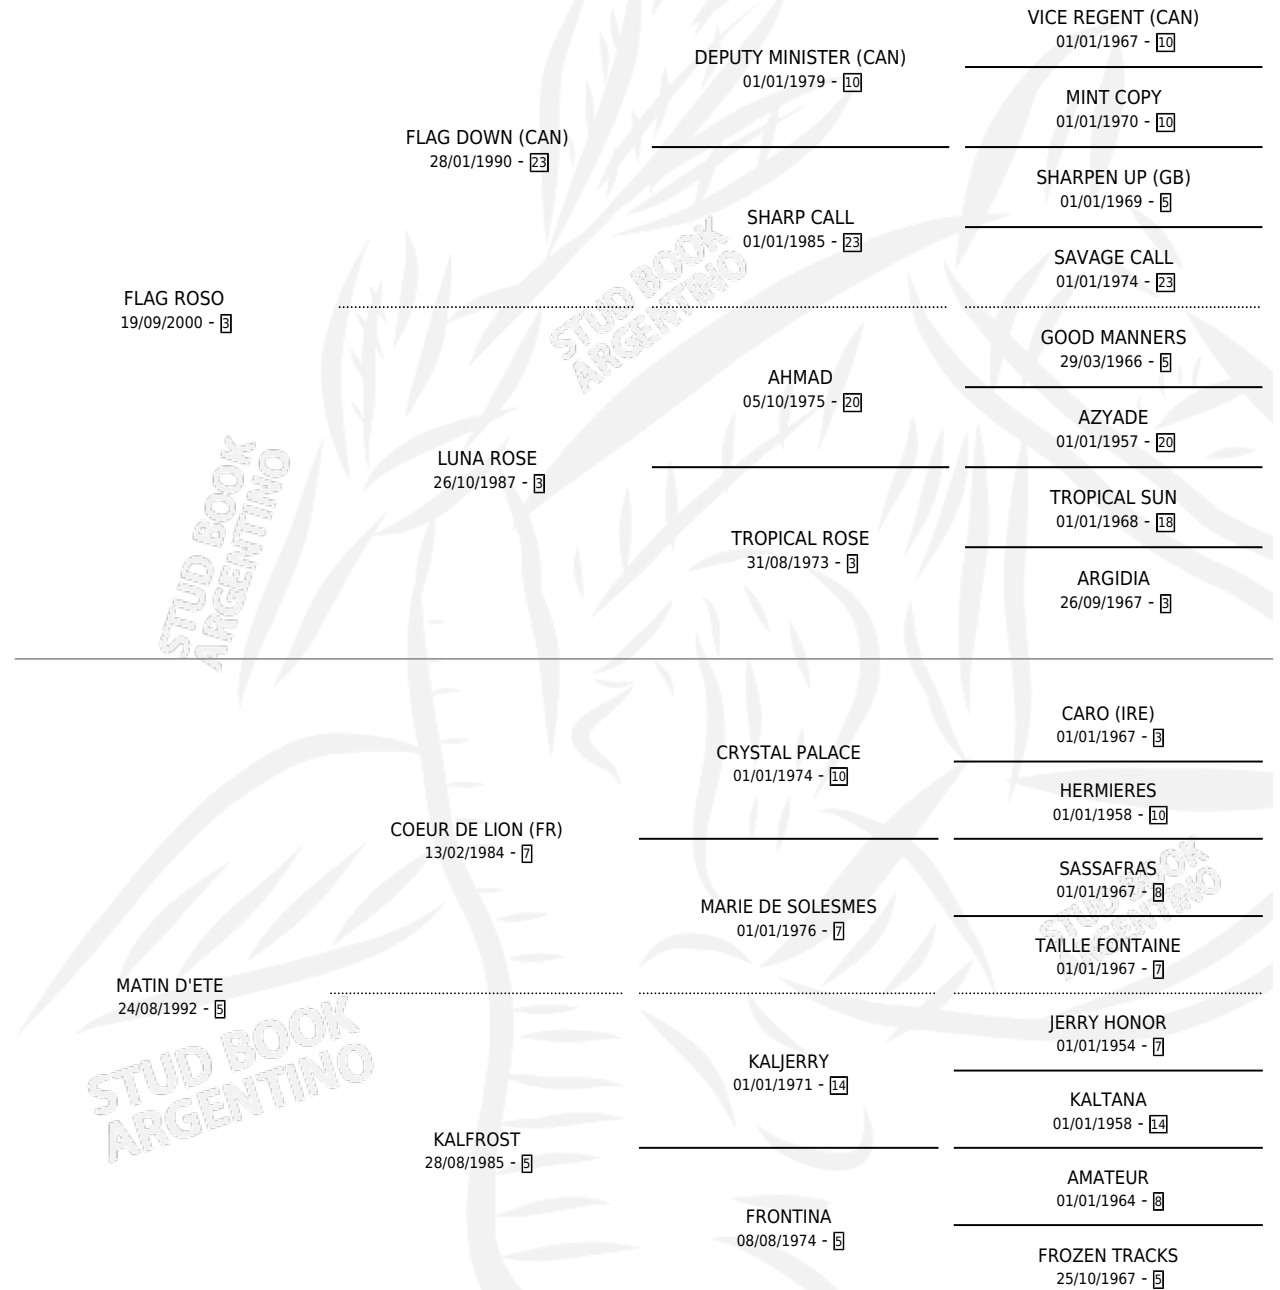 VICE REGENT (CAN)
01/01/1967 - 10
DEPUTY MINISTER (CAN)
01/01/1979 - 10
MINT COPY
01/01/1970 - 10
FLAG DOWN (CAN)
28/01/1990 - 23
SHARPEN UP (GB)
01/01/1969 - 5
SHARP CALL
01/01/1985 - 23
SAVAGE CALL
01/01/1974 - 23
FLAG ROSO
19/09/2000 - 3
GOOD MANNERS
29/03/1966 - 5
AHMAD
05/10/1975 - 20
AZYADE
01/01/1957 - 20
LUNA ROSE
26/10/1987 - 3
TROPICAL SUN
01/01/1968 - 18
TROPICAL ROSE
31/08/1973 - 3
ARGIDIA
26/09/1967 - 3
CARO (IRE)
01/01/1967 - 3
CRYSTAL PALACE
01/01/1974 - 10
HERMIERES
01/01/1958 - 10
COEUR DE LION (FR)
13/02/1984 - 7
SASSAFRAS
01/01/1967 - 8
MARIE DE SOLESMES
01/01/1976 - 7
TAILLE FONTAINE
01/01/1967 - 7
MATIN D'ETE
24/08/1992 - 5
JERRY HONOR
01/01/1954 - 7
KALJERRY
01/01/1971 - 14
KALTANA
01/01/1958 - 14
KALFROST
28/08/1985 - 5
AMATEUR
01/01/1964 - 8
FRONTINA
08/08/1974 - 5
FROZEN TRACKS
25/10/1967 - 5
STUD BOOK
ARGENTINO
STUD BOOK
ARGENTINO
STUD BOOK
ARGENTINO
STUD BOOK
ARGENTINO